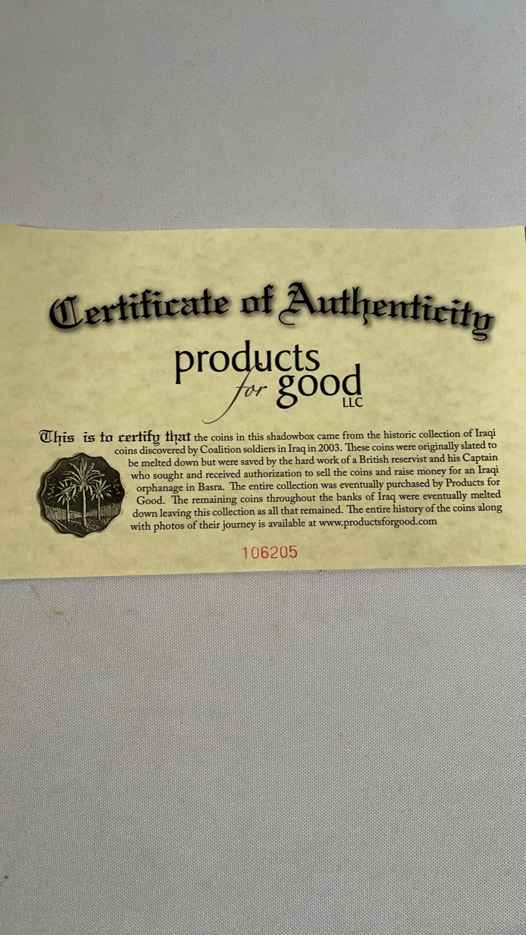 Certificate of Authenticity
products
for good
LLC
This is to certify that the coins in this shadowbox came from the historic collection of Iraqi
coins discovered by Coalition soldiers in Iraq in 2003. These coins were originally slated to
be melted down but were saved by the hard work of a British reservist and his Captain
who sought and received authorization to sell the coins and raise money for an Iraqi
orphanage in Basra. The entire collection was eventually purchased by Products for
Good. The remaining coins throughout the banks of Iraq were eventually melted
down leaving this collection as all that remained. The entire history of the coins along
with photos of their journey is available at www.productsforgood.com
106205